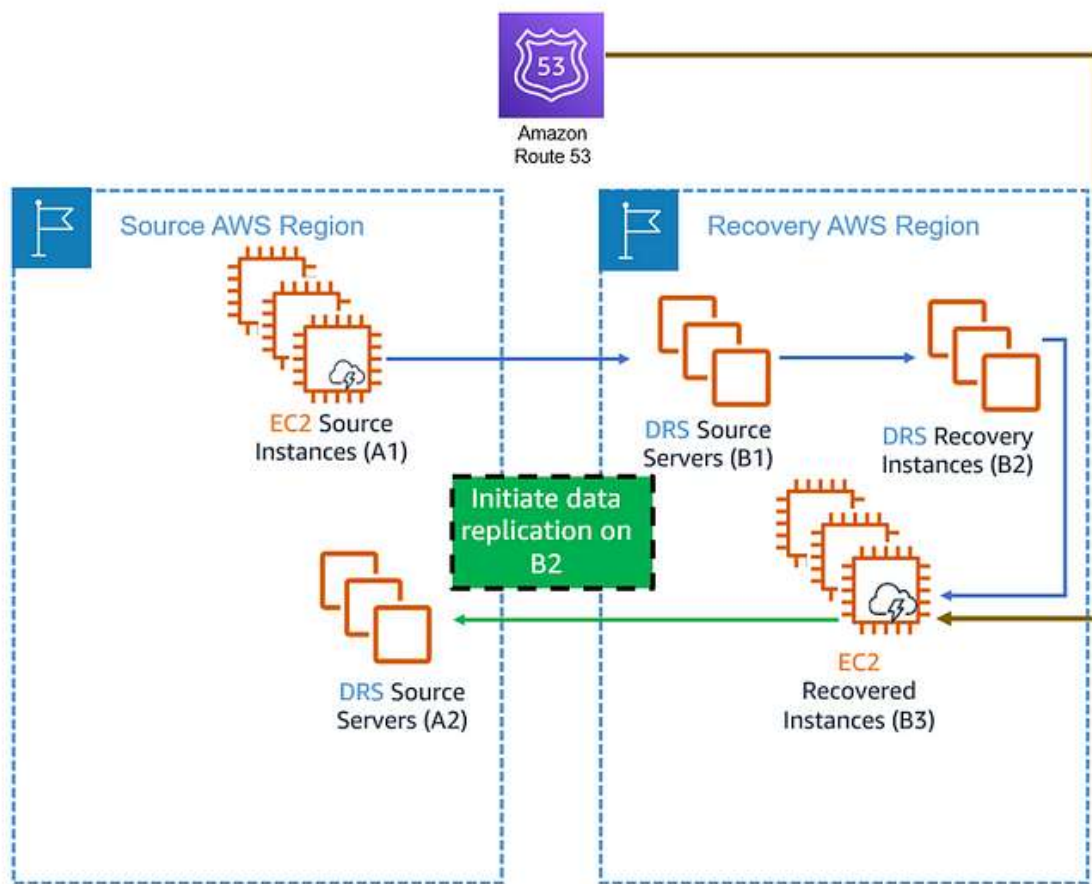 53
Amazon
Route 53
Source AWS Region
Recovery AWS Region
EC2 Source
Instances (A1)
DRS Source
Servers (B1)
DRS Recovery
Instances (B2)
Initiate data
replication on
B2
DRS Source
Servers (A2)
EC2
Recovered
Instances (B3)